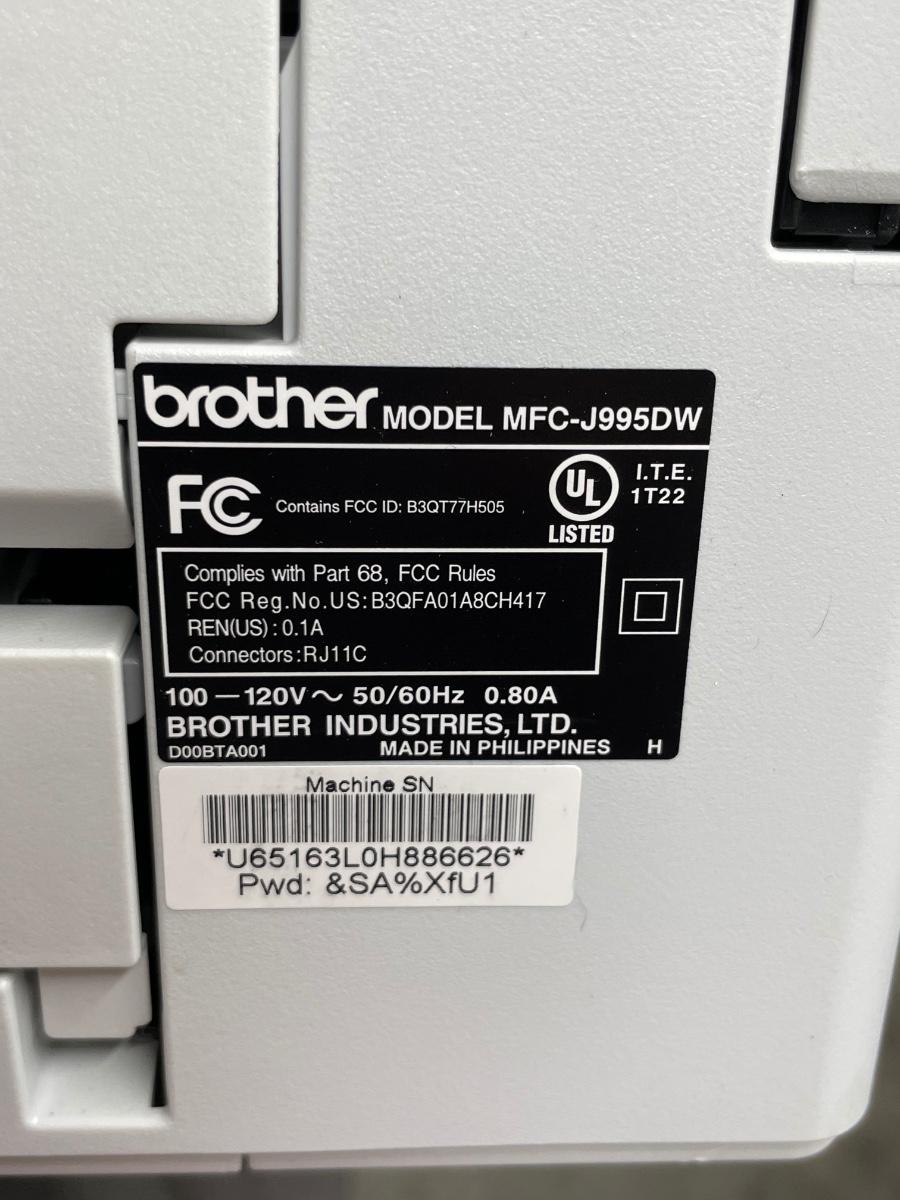 brother MODEL MFC-J995DW
FC Contains FCC ID: B3QT77H505
UL LISTED
I.T.E.
1T22
Complies with Part 68, FCC Rules
FCC Reg.No.US:B3QFA01A8CH417
REN(US) : 0.1A
Connectors:RJ11C
100 — 120V ~ 50/60Hz 0.80A
BROTHER INDUSTRIES, LTD.
D00BTA001 MADE IN PHILIPPINES H
Machine SN
*U65163L0H886626*
Pwd: &SA%XfU1